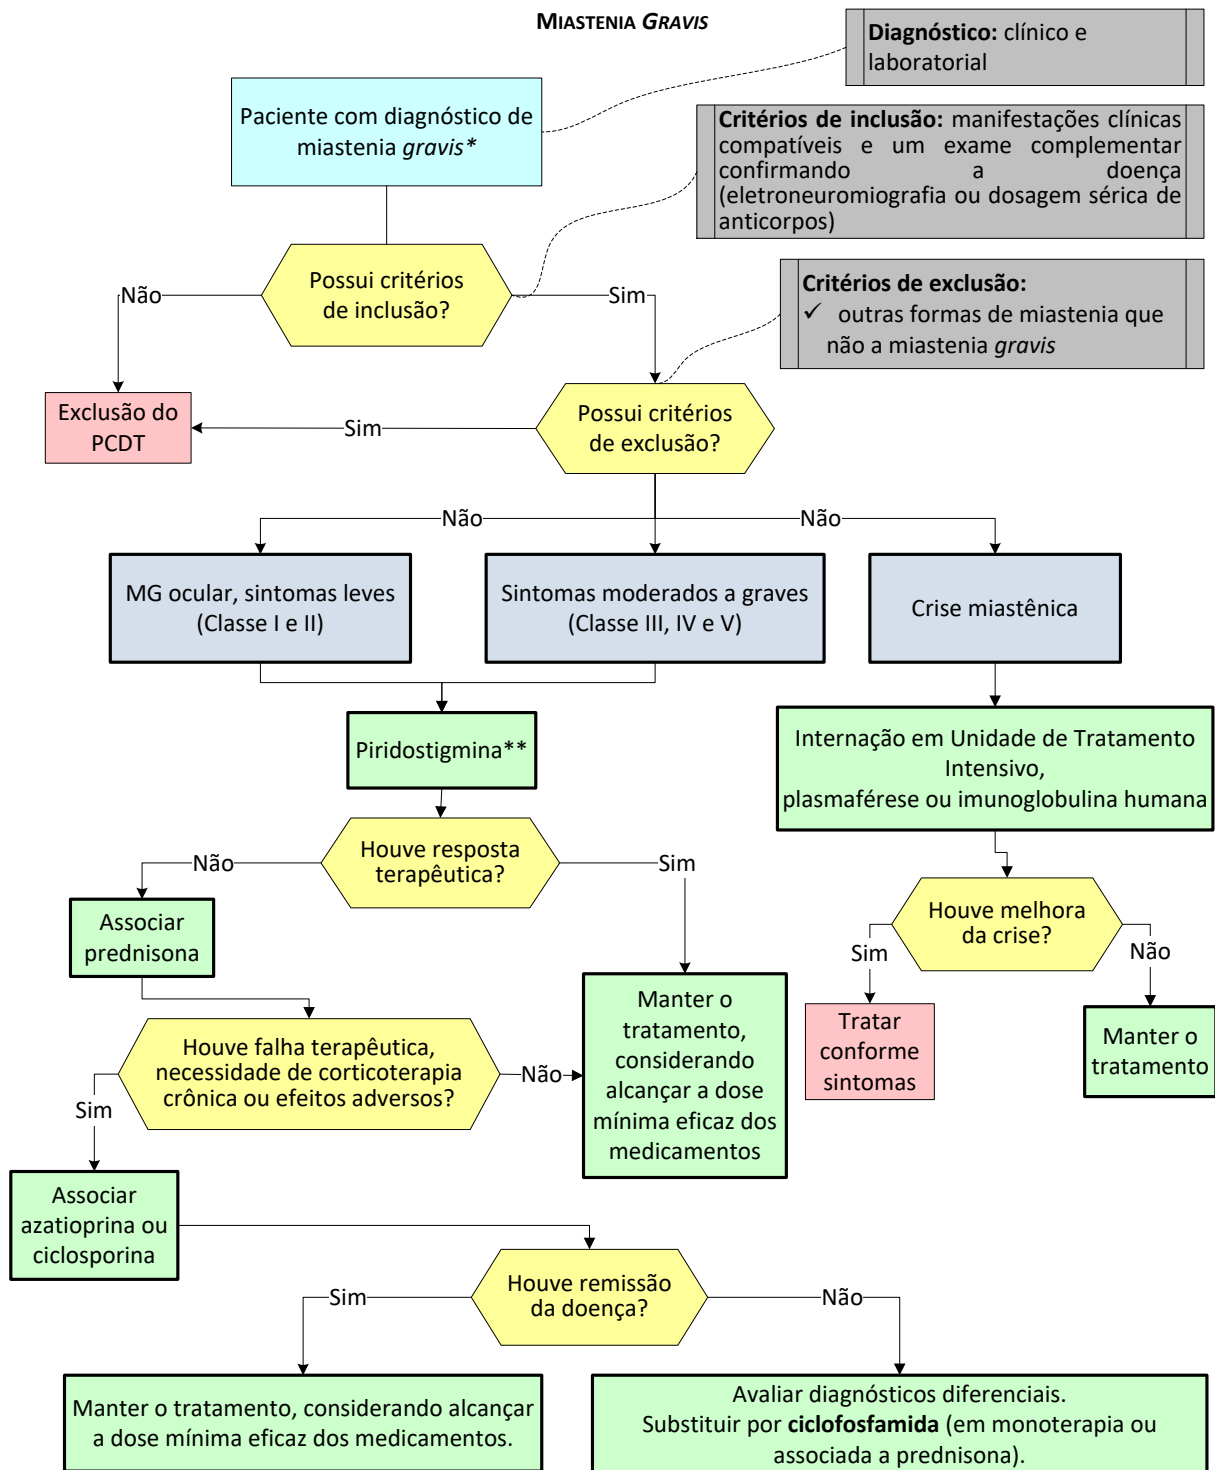 MIASTENIA GRAVIS
Diagnóstico: clínico e
laboratorial
Paciente com diagnóstico de
miastenia gravis*
Critérios de inclusão: manifestações clínicas
compatíveis e um exame complementar
confirmando a doença
(eletroneuromiografia ou dosagem sérica de
anticorpos)
Possui critérios
de inclusão?
Não
Sim
Critérios de exclusão:
✓ outras formas de miastenia que
não a miastenia gravis
Exclusão do
PCDT
Sim
Possui critérios
de exclusão?
Não
Não
MG ocular, sintomas leves
(Classe I e II)
Sintomas moderados a graves
(Classe III, IV e V)
Crise miastênica
Piridostigmina**
Internação em Unidade de Tratamento
Intensivo,
plasmaférese ou imunoglobulina humana
Houve resposta
terapêutica?
Não
Sim
Associar
prednisona
Houve melhora
da crise?
Sim
Não
Manter o
tratamento,
considerando
alcançar a dose
mínima eficaz dos
medicamentos
Tratar
conforme
sintomas
Manter o
tratamento
Houve falha terapêutica,
necessidade de corticoterapia
crônica ou efeitos adversos?
Não
Sim
Associar
azatioprina ou
ciclosporina
Houve remissão
da doença?
Sim
Não
Manter o tratamento, considerando alcançar
a dose mínima eficaz dos medicamentos.
Avaliar diagnósticos diferenciais.
Substituir por ciclofosfamida (em monoterapia ou
associada a prednisona).